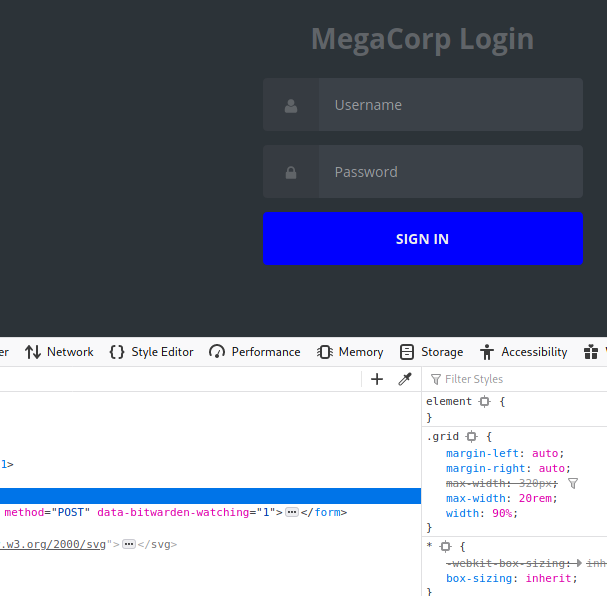 MegaCorp Login
Username
Password
SIGN IN
er Network Style Editor Performance Memory Storage Accessibility
Filter Styles
element {
}
.grid {
1>
margin-left: auto;
margin-right: auto;
max-width: 320px;
max-width: 20rem;
method="POST" data-bitwarden-watching="1"></form>
width: 90%;
}
.w3.org/2000/svg"></svg>
* {
-webkit-box-sizing: inh
box-sizing: inherit;
}